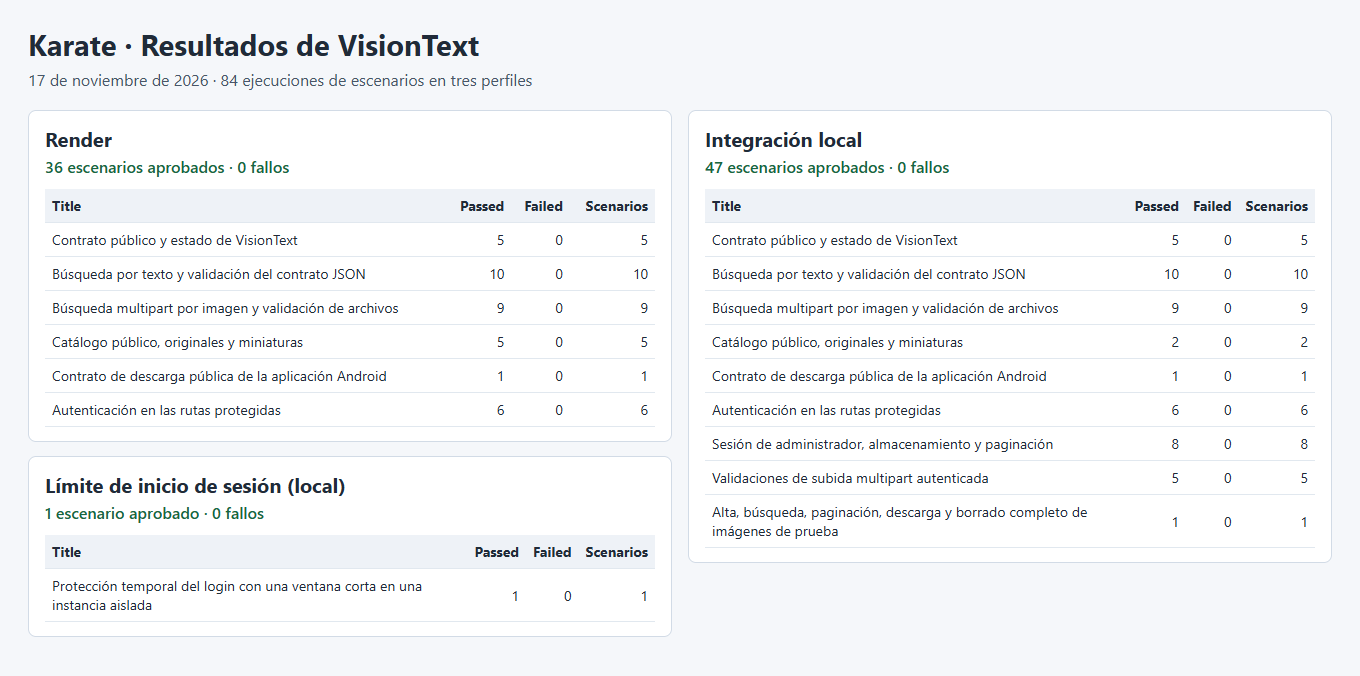 Karate · Resultados de VisionText
17 de noviembre de 2026 · 84 ejecuciones de escenarios en tres perfiles
Render
36 escenarios aprobados · 0 fallos
Title Passed Failed Scenarios
Contrato público y estado de VisionText 5 0 5
Búsqueda por texto y validación del contrato JSON 10 0 10
Búsqueda multipart por imagen y validación de archivos 9 0 9
Catálogo público, originales y miniaturas 5 0 5
Contrato de descarga pública de la aplicación Android 1 0 1
Autenticación en las rutas protegidas 6 0 6
Límite de inicio de sesión (local)
1 escenario aprobado · 0 fallos
Title Passed Failed Scenarios
Protección temporal del login con una ventana corta en una
instancia aislada 1 0 1
Integración local
47 escenarios aprobados · 0 fallos
Title Passed Failed Scenarios
Contrato público y estado de VisionText 5 0 5
Búsqueda por texto y validación del contrato JSON 10 0 10
Búsqueda multipart por imagen y validación de archivos 9 0 9
Catálogo público, originales y miniaturas 2 0 2
Contrato de descarga pública de la aplicación Android 1 0 1
Autenticación en las rutas protegidas 6 0 6
Sesión de administrador, almacenamiento y paginación 8 0 8
Validaciones de subida multipart autenticada 5 0 5
Alta, búsqueda, paginación, descarga y borrado completo de
imágenes de prueba 1 0 1